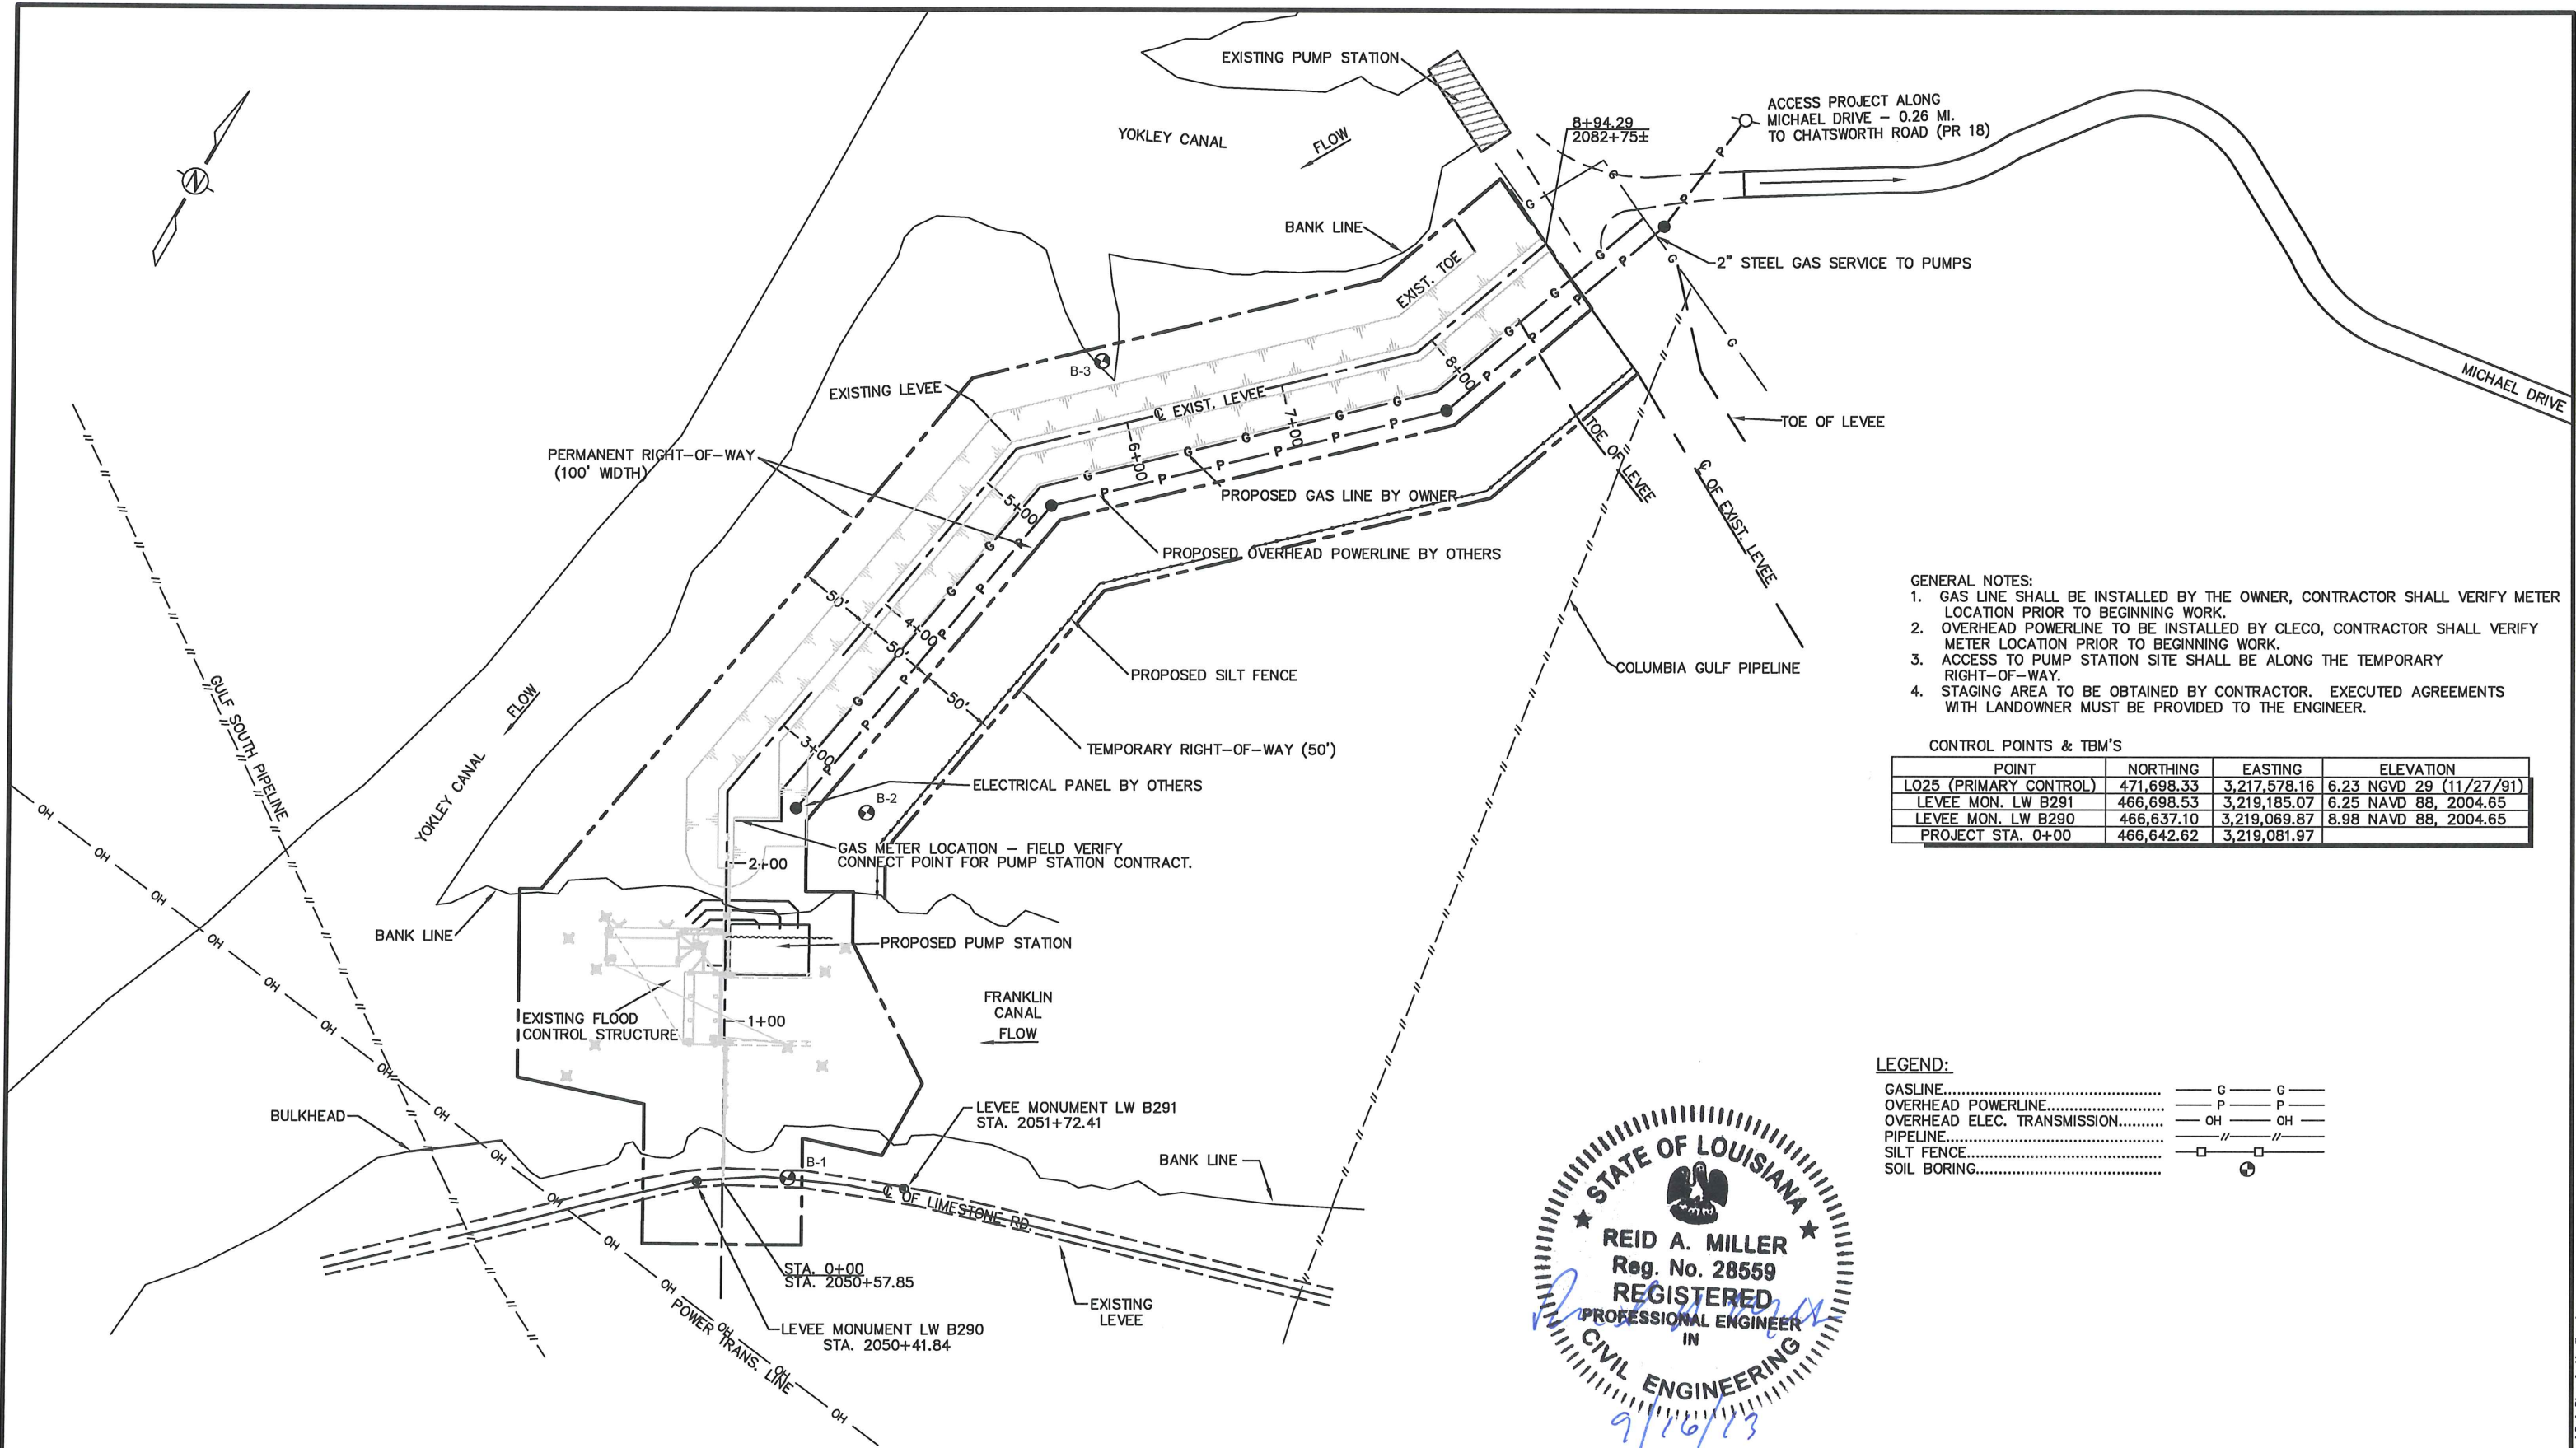 EXISTING PUMP STATION
YOKLEY CANAL
FLOW
8+94.29
2082+75±
ACCESS PROJECT ALONG
MICHAEL DRIVE - 0.26 MI.
TO CHATSWORTH ROAD (PR 18)
N
BANK LINE
EXIST. TOE
2" STEEL GAS SERVICE TO PUMPS
MICHAEL DRIVE
B-3
EXISTING LEVEE
℄ EXIST. LEVEE
8+00
7+00
6+00
5+00
TOE OF LEVEE
TOE OF LEVEE
PERMANENT RIGHT-OF-WAY
(100' WIDTH)
PROPOSED GAS LINE BY OWNER
℄ OF EXIST. LEVEE
PROPOSED OVERHEAD POWERLINE BY OTHERS
50'
4+00
50'
50'
PROPOSED SILT FENCE
COLUMBIA GULF PIPELINE
GULF SOUTH PIPELINE
FLOW
YOKLEY CANAL
3+00
TEMPORARY RIGHT-OF-WAY (50')
ELECTRICAL PANEL BY OTHERS
B-2
GAS METER LOCATION - FIELD VERIFY
CONNECT POINT FOR PUMP STATION CONTRACT.
2+00
BANK LINE
PROPOSED PUMP STATION
EXISTING FLOOD
CONTROL STRUCTURE
1+00
FRANKLIN
CANAL
FLOW
BULKHEAD
LEVEE MONUMENT LW B291
STA. 2051+72.41
BANK LINE
B-1
℄ OF LIMESTONE RD.
STA. 0+00
STA. 2050+57.85
EXISTING
LEVEE
LEVEE MONUMENT LW B290
STA. 2050+41.84
POWER TRANS. LINE
GENERAL NOTES:
1. GAS LINE SHALL BE INSTALLED BY THE OWNER, CONTRACTOR SHALL VERIFY METER
LOCATION PRIOR TO BEGINNING WORK.
2. OVERHEAD POWERLINE TO BE INSTALLED BY CLECO, CONTRACTOR SHALL VERIFY
METER LOCATION PRIOR TO BEGINNING WORK.
3. ACCESS TO PUMP STATION SITE SHALL BE ALONG THE TEMPORARY
RIGHT-OF-WAY.
4. STAGING AREA TO BE OBTAINED BY CONTRACTOR. EXECUTED AGREEMENTS
WITH LANDOWNER MUST BE PROVIDED TO THE ENGINEER.
CONTROL POINTS & TBM'S
POINT NORTHING EASTING ELEVATION
LO25 (PRIMARY CONTROL) 471,698.33 3,217,578.16 6.23 NGVD 29 (11/27/91)
LEVEE MON. LW B291 466,698.53 3,219,185.07 6.25 NAVD 88, 2004.65
LEVEE MON. LW B290 466,637.10 3,219,069.87 8.98 NAVD 88, 2004.65
PROJECT STA. 0+00 466,642.62 3,219,081.97
LEGEND:
GASLINE G G
OVERHEAD POWERLINE P P
OVERHEAD ELEC. TRANSMISSION OH OH
PIPELINE
SILT FENCE
SOIL BORING
STATE OF LOUISIANA
REID A. MILLER
Reg. No. 28559
REGISTERED
PROFESSIONAL ENGINEER
IN
CIVIL ENGINEERING
9/16/13